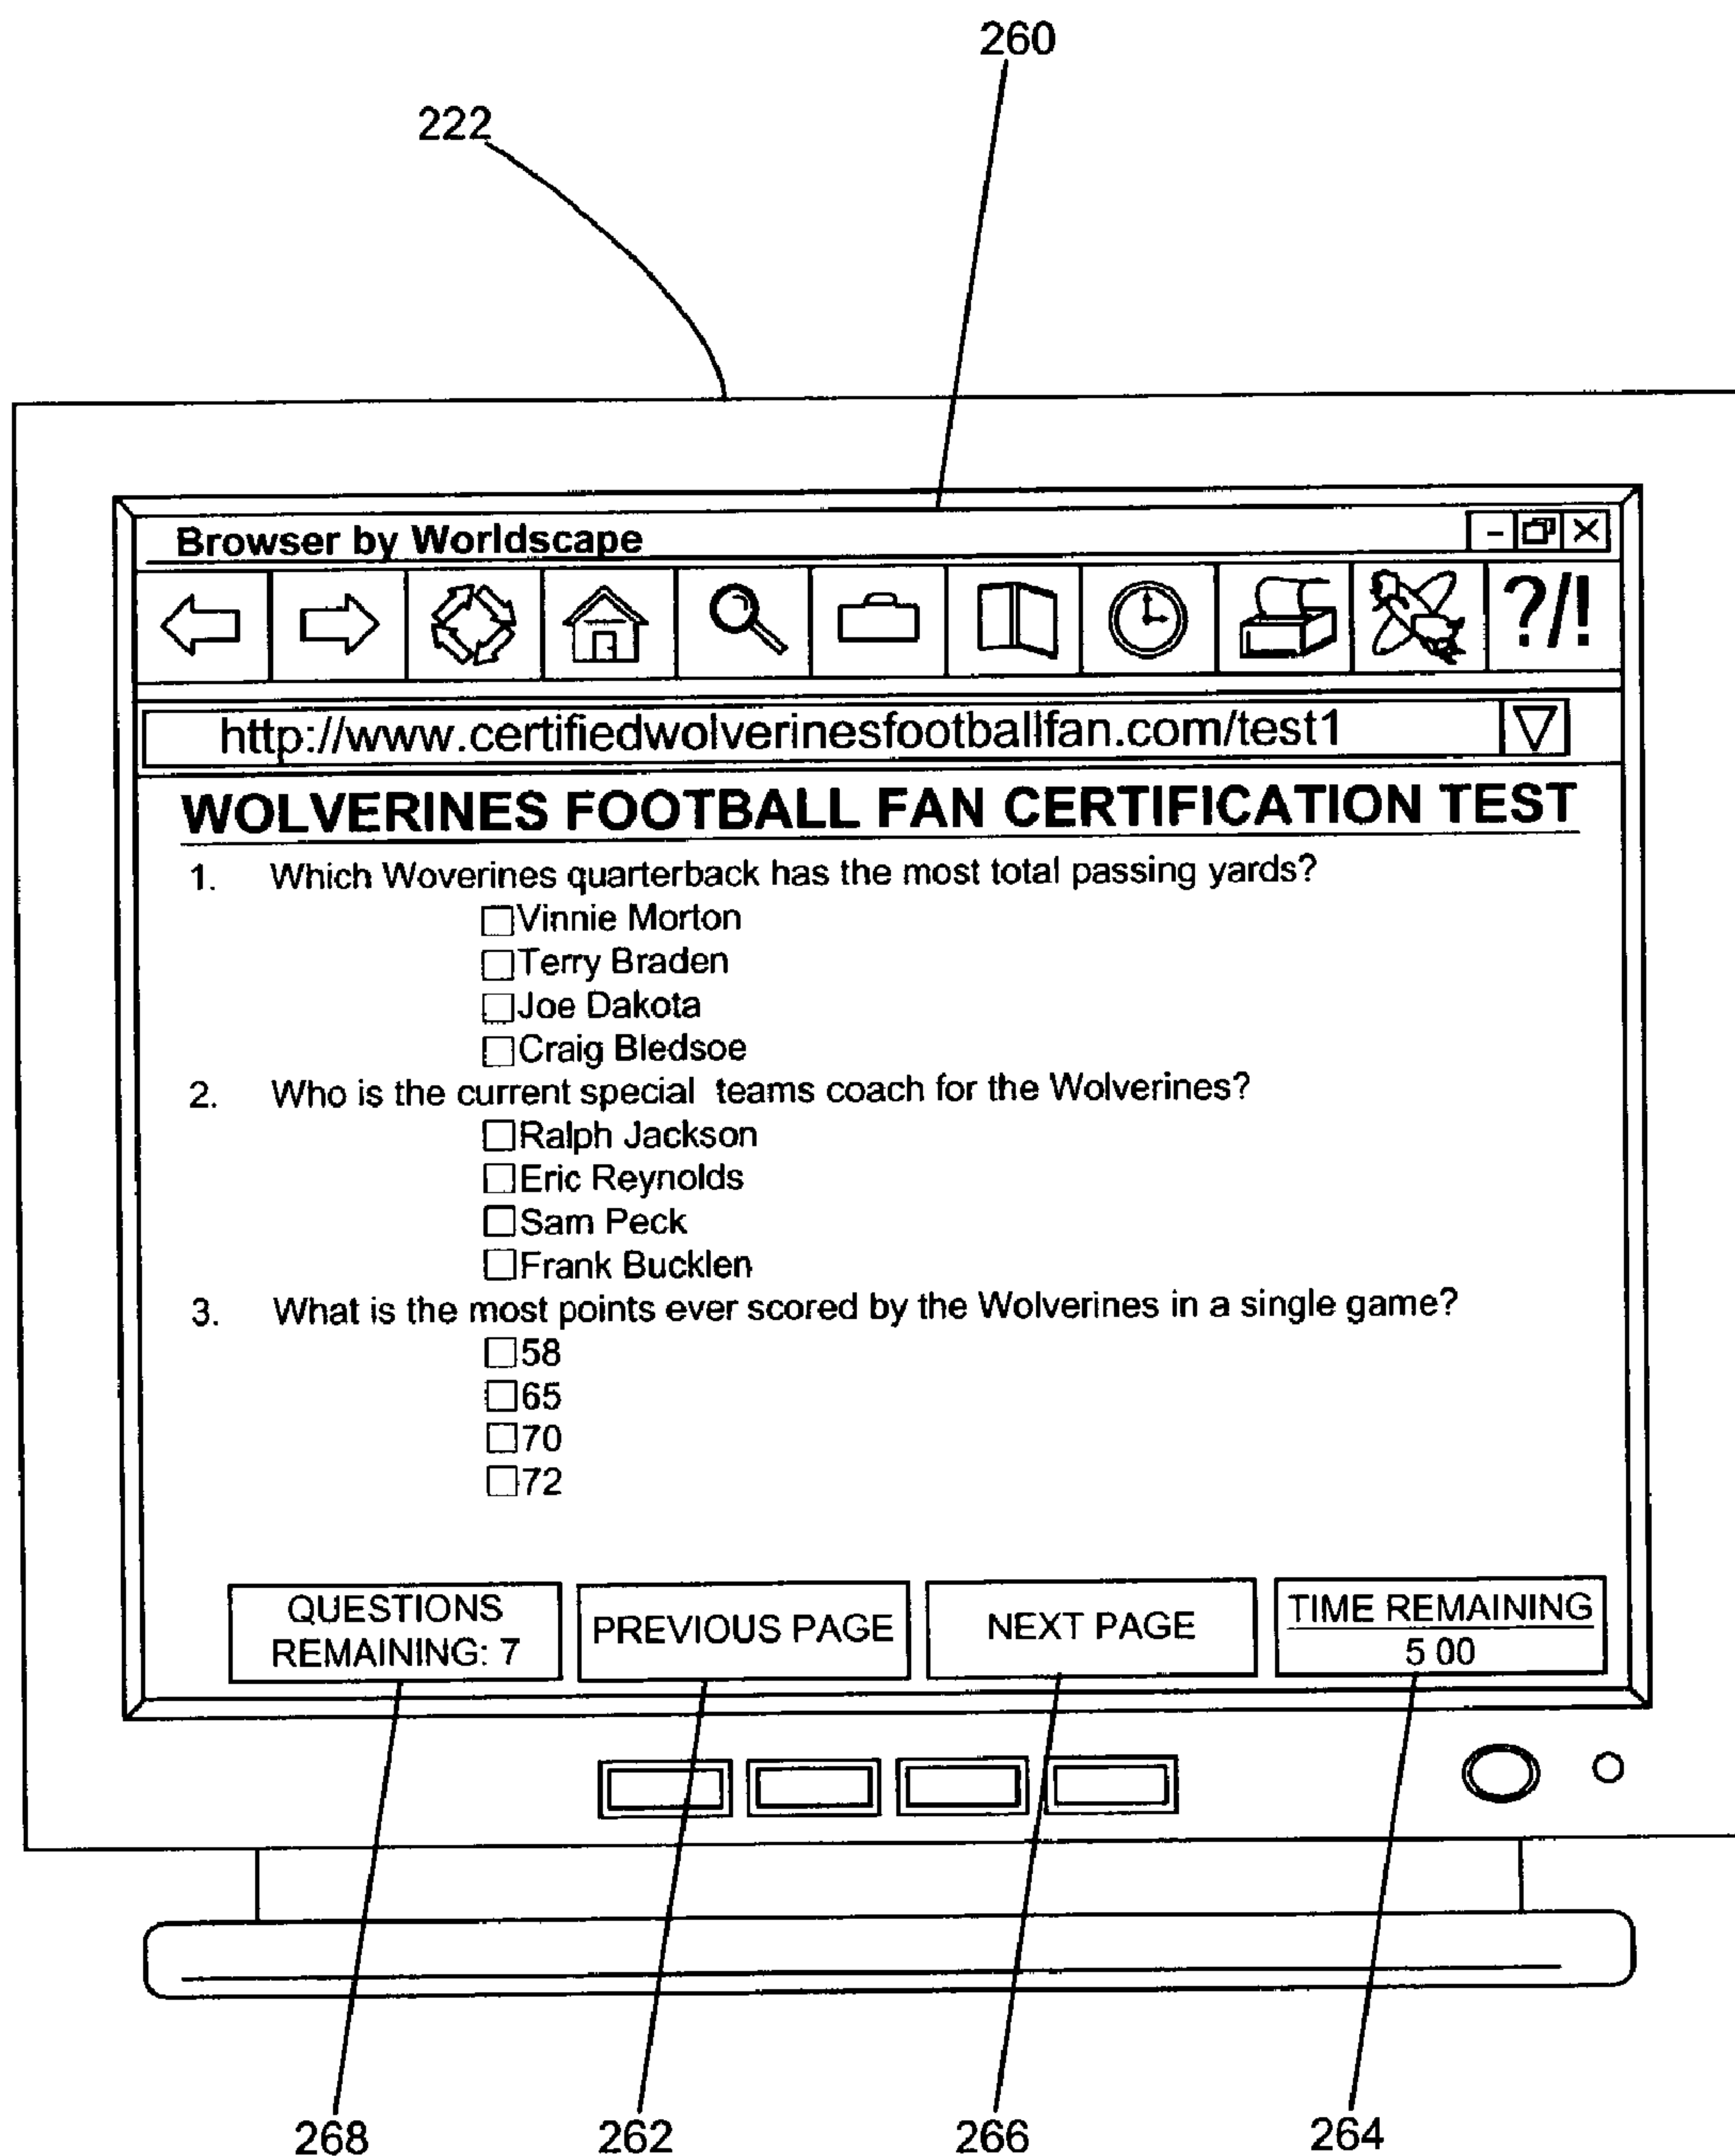 260
222
Browser by Worldscape
?/!
http://www.certifiedwolverinesfootballfan.com/test1
WOLVERINES FOOTBALL FAN CERTIFICATION TEST
1. Which Woverines quarterback has the most total passing yards?
Vinnie Morton
Terry Braden
Joe Dakota
Craig Bledsoe
2. Who is the current special teams coach for the Wolverines?
Ralph Jackson
Eric Reynolds
Sam Peck
Frank Bucklen
3. What is the most points ever scored by the Wolverines in a single game?
58
65
70
72
QUESTIONS
REMAINING: 7
PREVIOUS PAGE
NEXT PAGE
TIME REMAINING
5 00
268
262
266
264